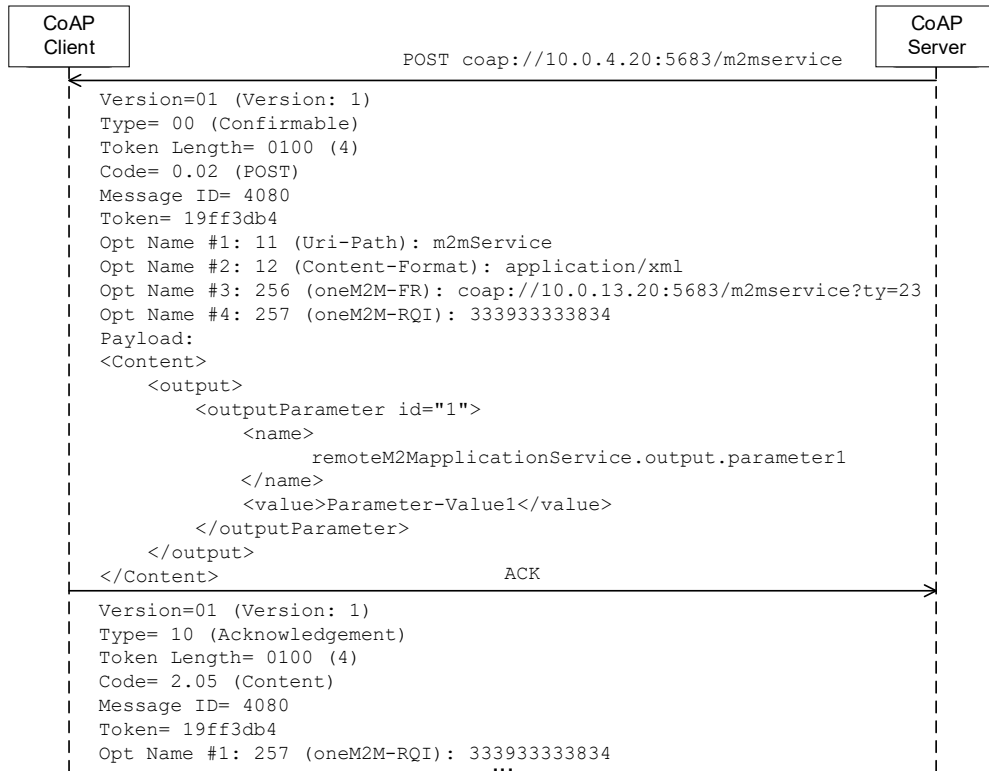 CoAP
Client
CoAP
Server
POST coap://10.0.4.20:5683/m2mservice
Version=01 (Version: 1)
Type= 00 (Confirmable)
Token Length= 0100 (4)
Code= 0.02 (POST)
Message ID= 4080
Token= 19ff3db4
Opt Name #1: 11 (Uri-Path): m2mService
Opt Name #2: 12 (Content-Format): application/xml
Opt Name #3: 256 (oneM2M-FR): coap://10.0.13.20:5683/m2mservice?ty=23
Opt Name #4: 257 (oneM2M-RQI): 333933333834
Payload:
<Content>
<output>
<outputParameter id="1">
<name>
remoteM2MapplicationService.output.parameter1
</name>
<value>Parameter-Value1</value>
</outputParameter>
</output>
</Content>
ACK
Version=01 (Version: 1)
Type= 10 (Acknowledgement)
Token Length= 0100 (4)
Code= 2.05 (Content)
Message ID= 4080
Token= 19ff3db4
Opt Name #1: 257 (oneM2M-RQI): 333933333834
...